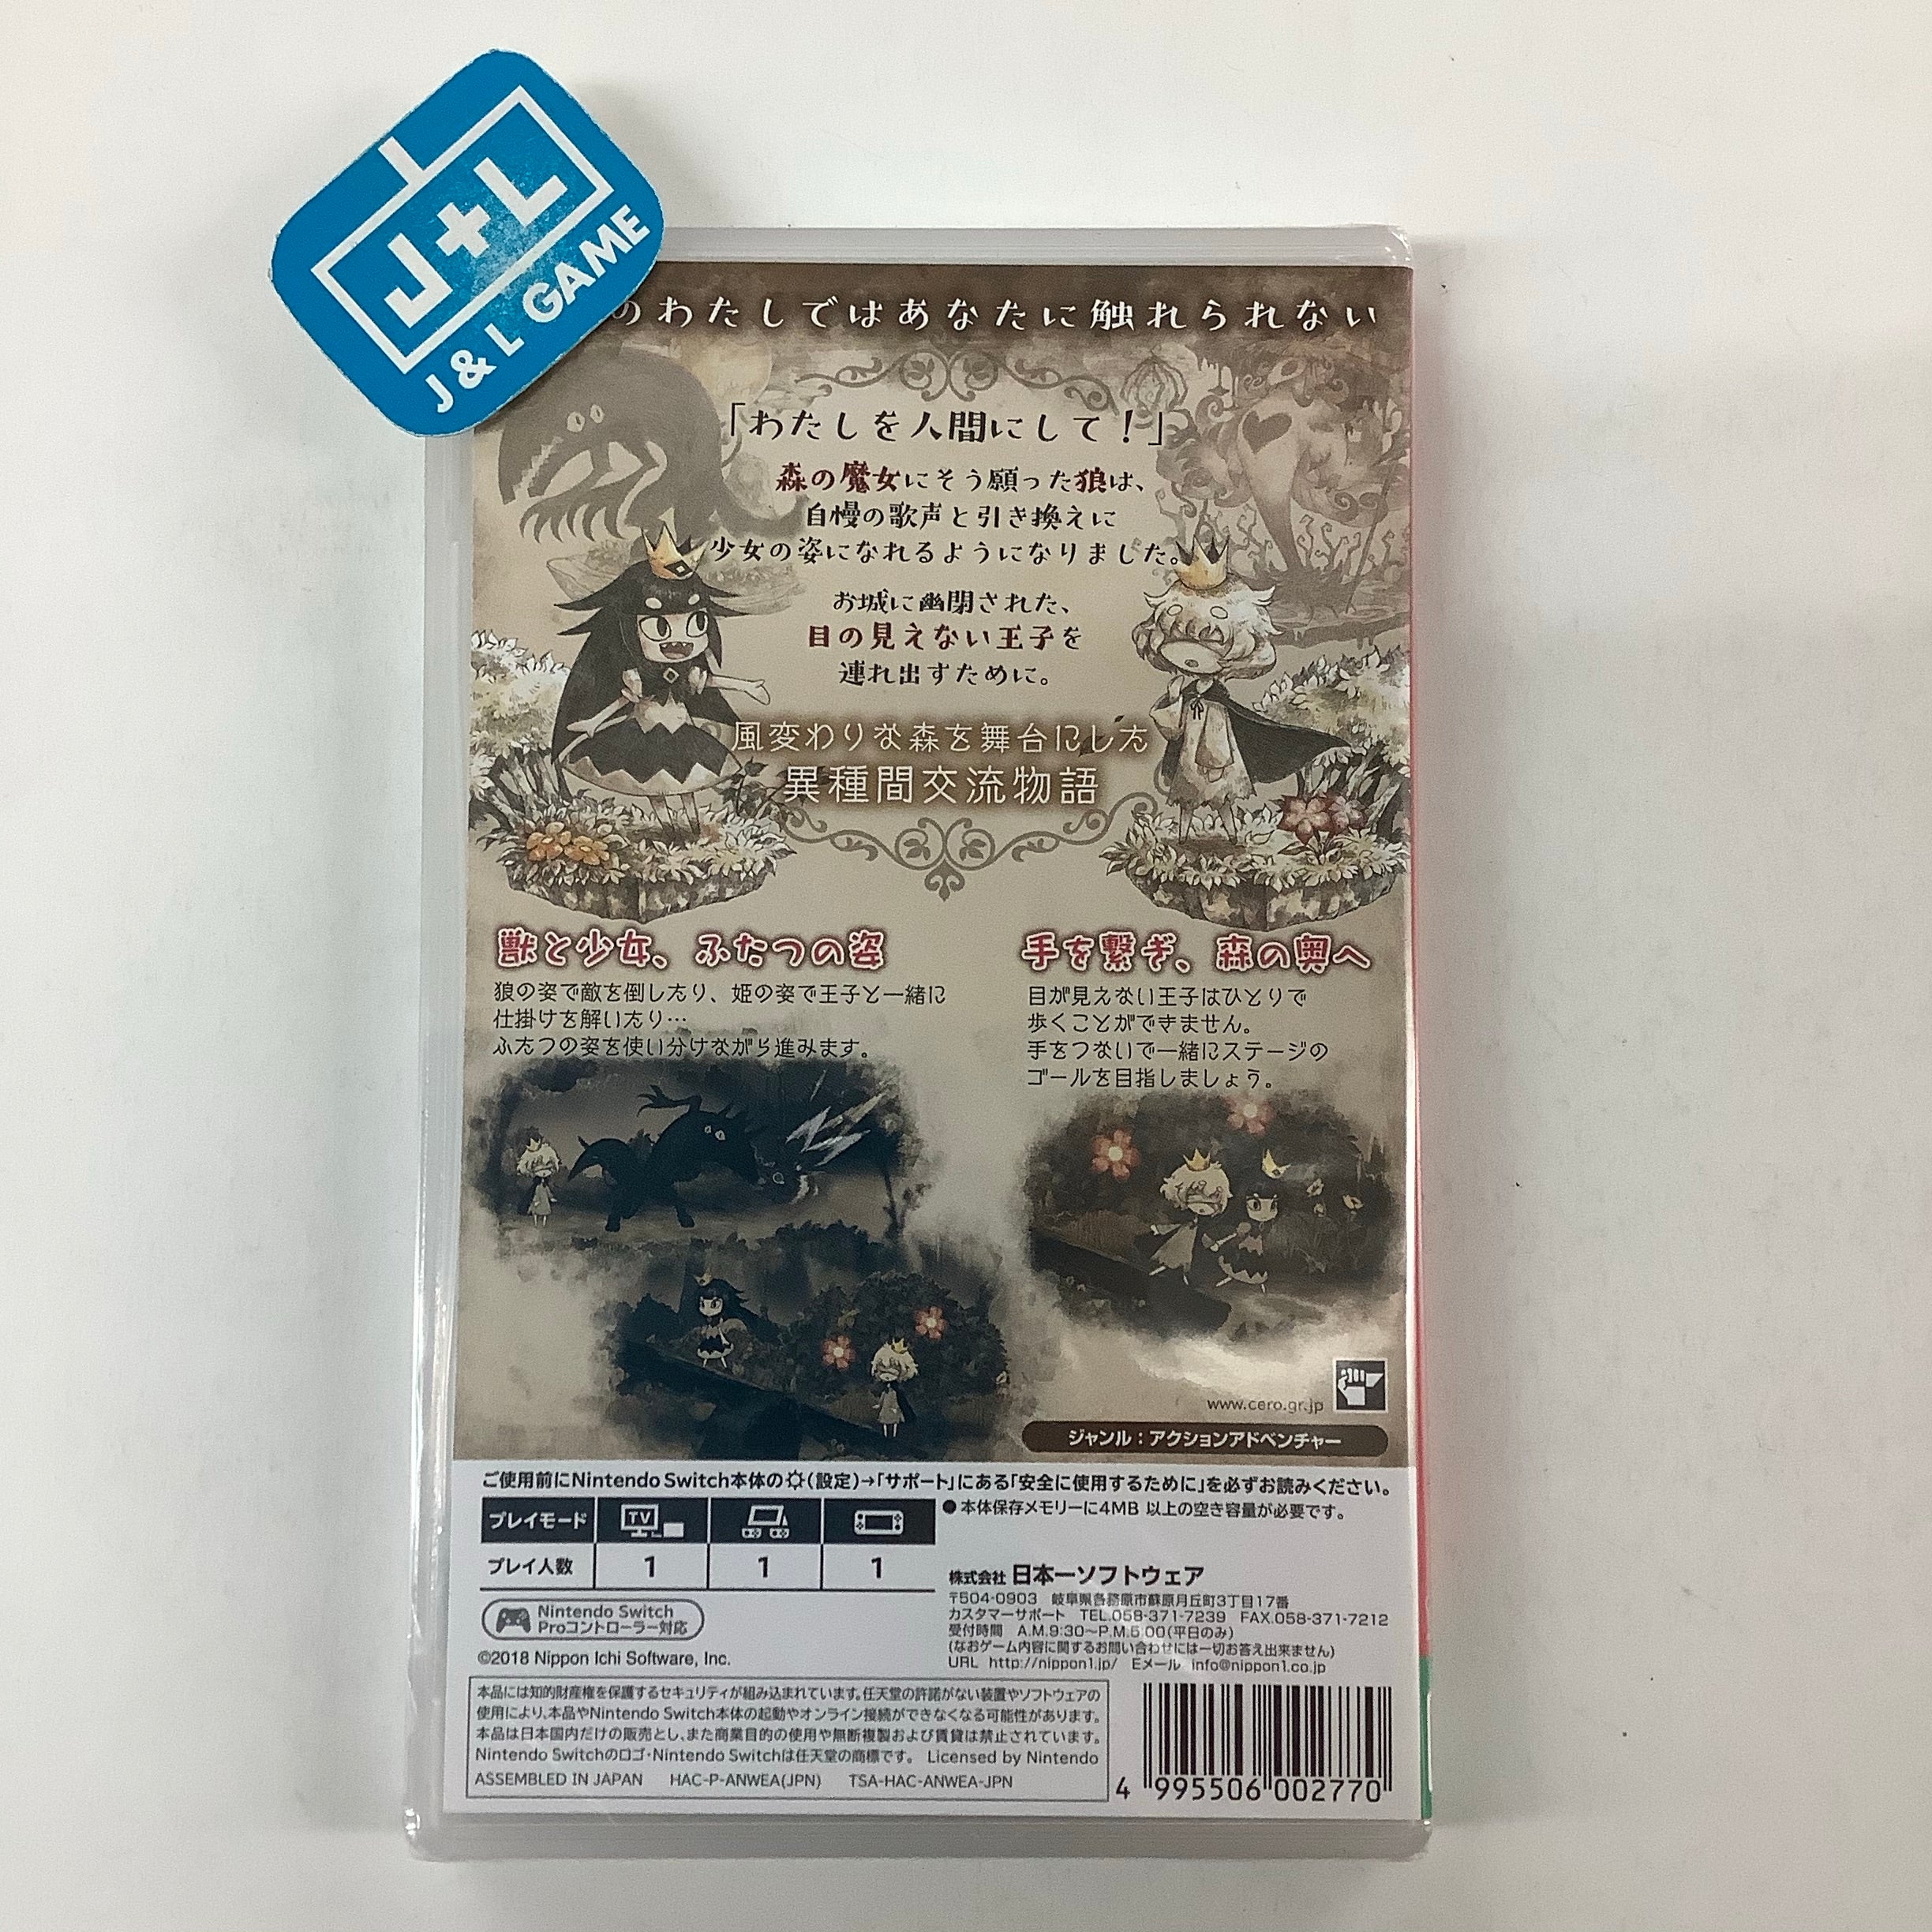 J+L
J & L GAME
のわたしではあなたに触れられない
「わたしを人間にして！」
森の魔女にそう願った狼は、
自慢の歌声と引き換えに
少女の姿になれるようになりました。
お城に幽閉された、
目の見えない王子を
連れ出すために。
風変わりな森を舞台にした
異種間交流物語
獣と少女、ふたつの姿
狼の姿で敵を倒したり、姫の姿で王子と一緒に
仕掛けを解いたり…
ふたつの姿を使い分けながら進みます。
手を繋ぎ、森の奥へ
目が見えない王子はひとりで
歩くことができません。
手をつないで一緒にステージの
ゴールを目指しましょう。
www.cero.gr.jp
ジャンル：アクションアドベンチャー
ご使用前にNintendo Switch本体の(設定)→「サポート」にある「安全に使用するために」を必ずお読みください。
プレイモード TV
プレイ人数 1 1 1
●本体保存メモリーに4MB 以上の空き容量が必要です。
Nintendo Switch
Proコントローラー対応
©2018 Nippon Ichi Software, Inc.
株式会社 日本一ソフトウェア
〒504-0903 岐阜県各務原市蘇原月丘町3丁目17番
カスタマーサポート TEL.058-371-7239 FAX.058-371-7212
受付時間 A.M.9:30～P.M.5:00(平日のみ)
(なおゲーム内容に関するお問い合わせには一切お答え出来ません)
URL http://nippon1.jp/ Eメール info@nippon1.co.jp
本品には知的財産権を保護するセキュリティが組み込まれています。任天堂の許諾がない装置やソフトウェアの
使用により、本品やNintendo Switch本体の起動やオンライン接続ができなくなる可能性があります。
本品は日本国内だけの販売とし、また商業目的の使用や無断複製および賃貸は禁止されています。
Nintendo Switchのロゴ・Nintendo Switchは任天堂の商標です。 Licensed by Nintendo
ASSEMBLED IN JAPAN HAC-P-ANWEA(JPN) TSA-HAC-ANWEA-JPN
4 995506 002770